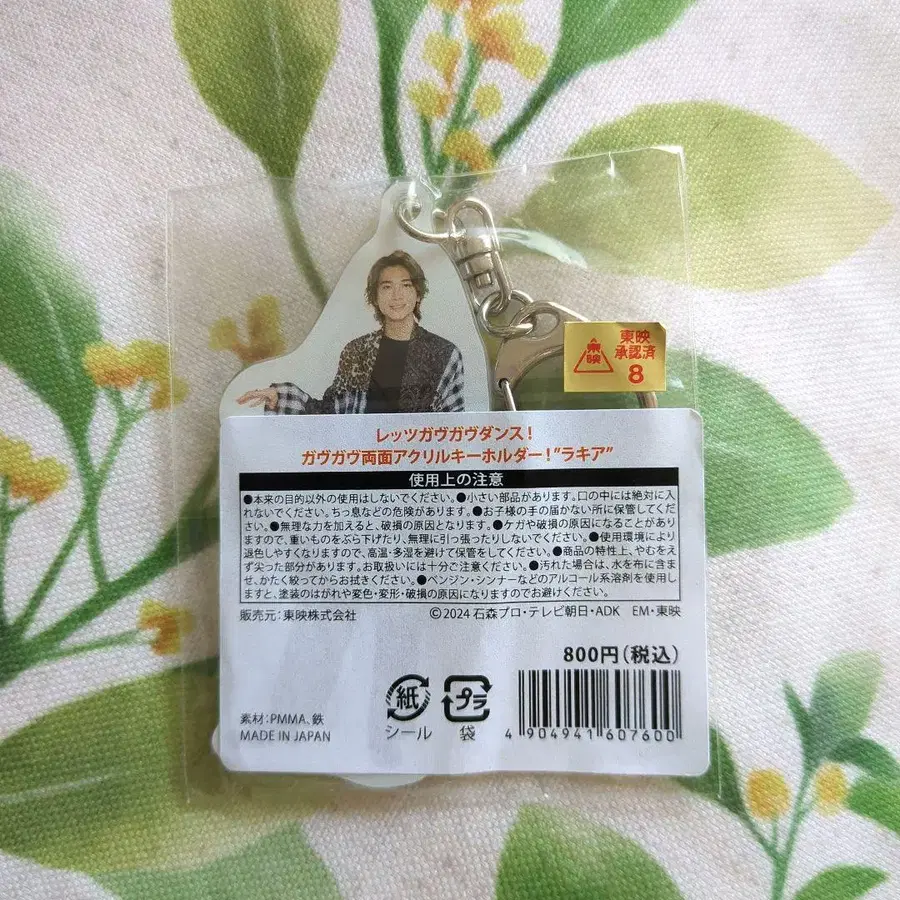 東映
東映
承認済
8
レッツガヴガヴダンス!
ガヴガヴ両面アクリルキーホルダー!"ラキア"
使用上の注意
●本来の目的以外の使用はしないでください。●小さい部品があります。口の中には絶対に入
れないでください。ちっ息などの危険があります。●お子様の手の届かない所に保管してくだ
さい。●無理な力を加えると、破損の原因となります。●ケガや破損の原因になることがあり
ますので、重いものをぶら下げたり、無理に引っ張ったりしないでください。●使用環境により
退色しやすくなりますので、高温・多湿を避けて保管をしてください。●商品の特性上、やむをえ
ず尖った部分があります。お取扱いには十分ご注意ください。●汚れた場合は、水を布に含ま
せ、かたく絞ってからお拭きください。●ベンジン・シンナーなどのアルコール系溶剤を使用し
ますと、塗装のはがれや変色・変形・破損の原因になりますのでお避けください。
販売元:東映株式会社 ©2024 石森プロ・テレビ朝日・ADK EM・東映
800円(税込)
紙 プラ
シール 袋
素材:PMMA、鉄
MADE IN JAPAN
4 904941 607600